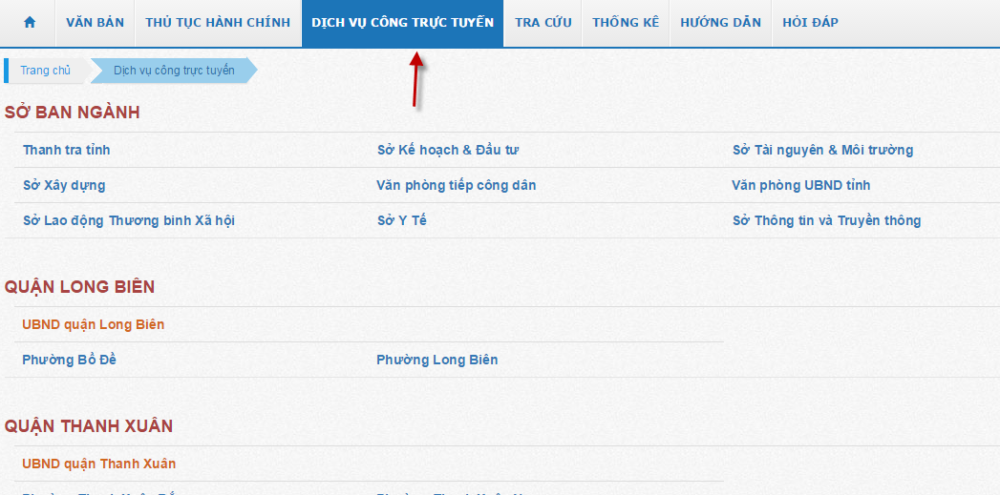 VĂN BẢN THỦ TỤC HÀNH CHÍNH DỊCH VỤ CÔNG TRỰC TUYẾN TRA CỨU THỐNG KÊ HƯỚNG DẪN HỎI ĐÁP
Trang chủ Dịch vụ công trực tuyến
SỞ BAN NGÀNH
Thanh tra tỉnh Sở Kế hoạch & Đầu tư Sở Tài nguyên & Môi trường
Sở Xây dựng Văn phòng tiếp công dân Văn phòng UBND tỉnh
Sở Lao động Thương binh Xã hội Sở Y Tế Sở Thông tin và Truyền thông
QUẬN LONG BIÊN
UBND quận Long Biên
Phường Bồ Đề Phường Long Biên
QUẬN THANH XUÂN
UBND quận Thanh Xuân